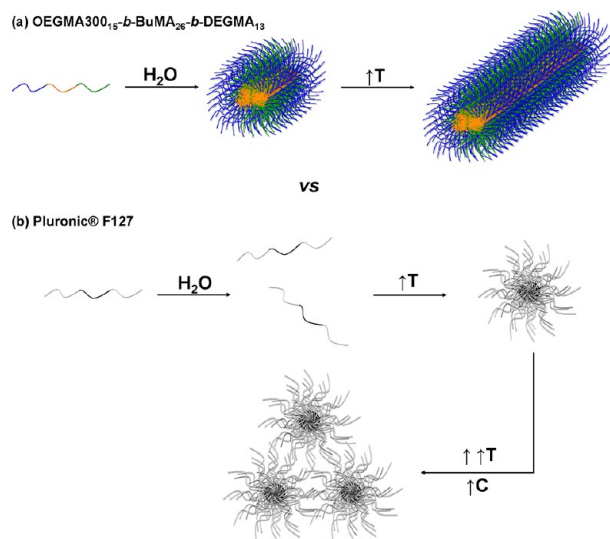 (a) OEGMA300₁₅-b-BuMA₂₆-b-DEGMA₁₃
H₂O
↑T
vs
(b) Pluronic® F127
H₂O
↑T
↑ ↑T
↑C